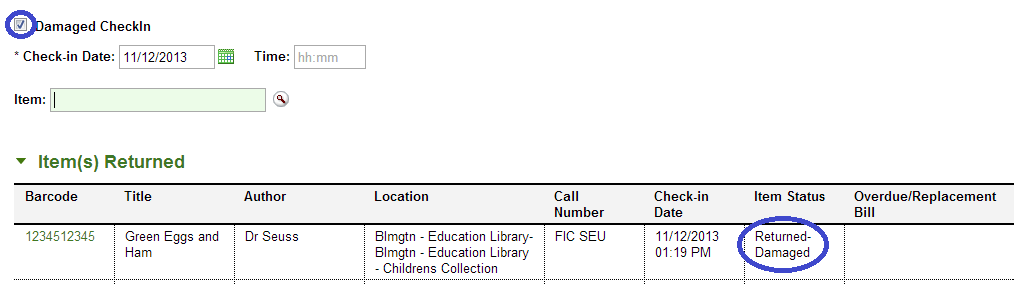 Damaged CheckIn
* Check-in Date: 11/12/2013 Time: hh:mm
Item:
Item(s) Returned
Barcode Title Author Location Call Number Check-in Date Item Status Overdue/Replacement Bill
1234512345 Green Eggs and Ham Dr Seuss Blmgtn - Education Library- Blmgtn - Education Library - Childrens Collection FIC SEU 11/12/2013 01:19 PM Returned- Damaged